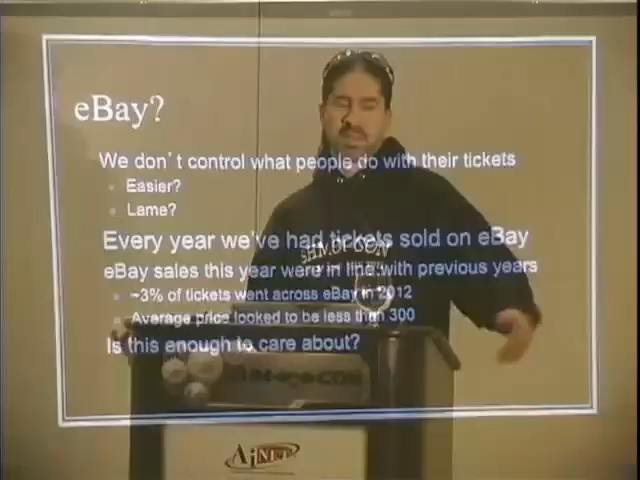 eBay?
We don't control what people do with their tickets
Easier?
Lame?
Every year we've had tickets sold on eBay
SHMOOCON
eBay sales this year were in line with previous years
~3% of tickets went across eBay in 2012
Average price looked to be less than 300
Is this enough to care about?
AiNET